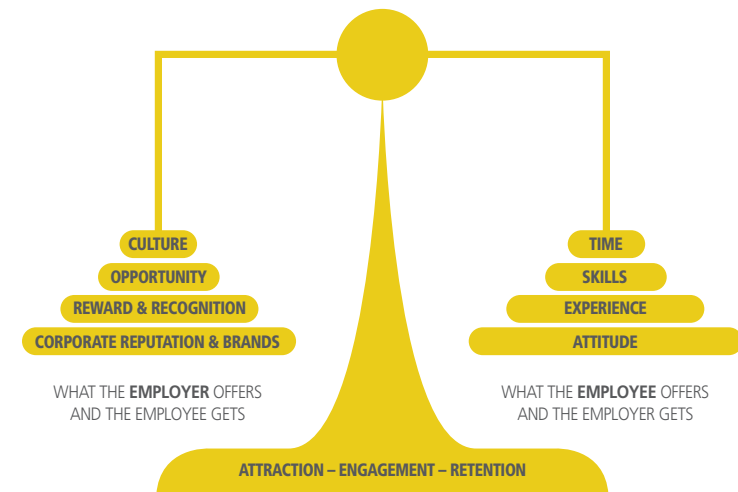 CULTURE
OPPORTUNITY
REWARD & RECOGNITION
CORPORATE REPUTATION & BRANDS
WHAT THE EMPLOYER OFFERS
AND THE EMPLOYEE GETS
TIME
SKILLS
EXPERIENCE
ATTITUDE
WHAT THE EMPLOYEE OFFERS
AND THE EMPLOYER GETS
ATTRACTION – ENGAGEMENT – RETENTION